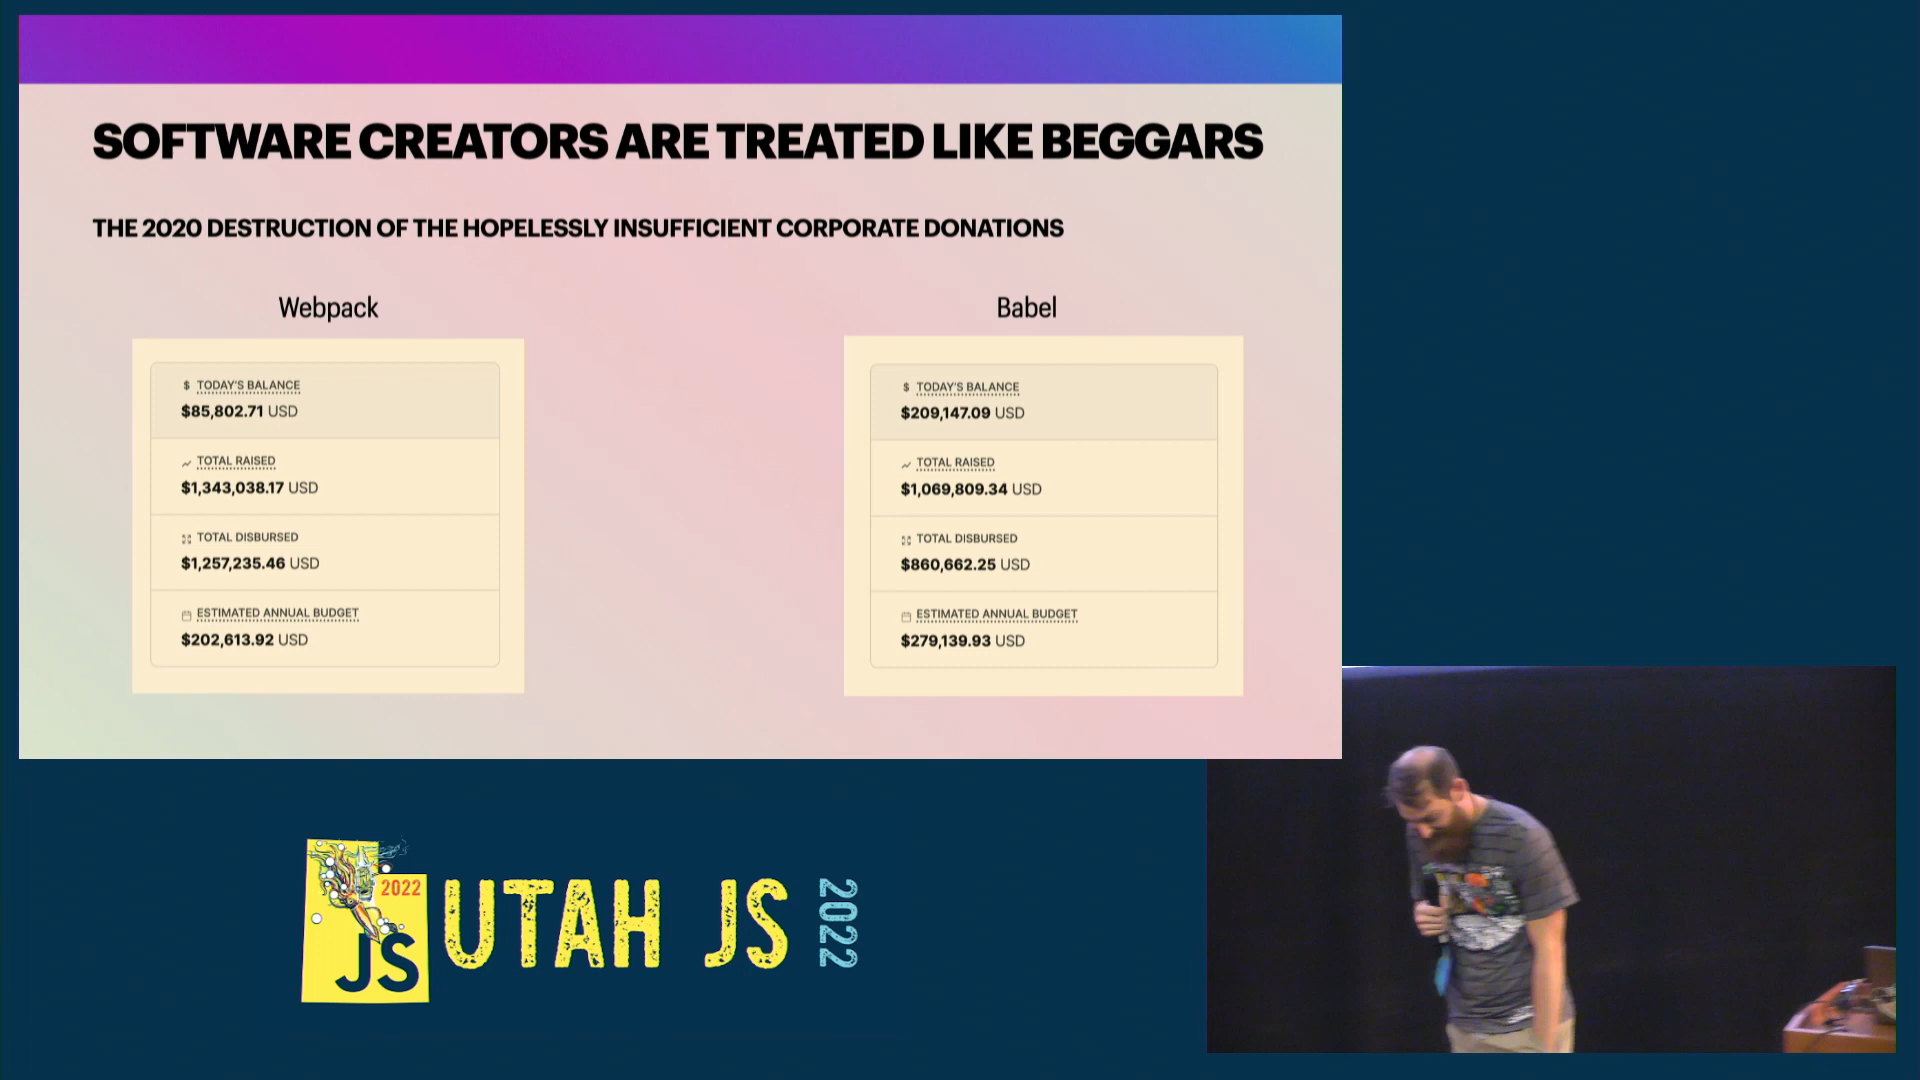 SOFTWARE CREATORS ARE TREATED LIKE BEGGARS
THE 2020 DESTRUCTION OF THE HOPELESSLY INSUFFICIENT CORPORATE DONATIONS
Webpack
$ TODAY'S BALANCE
$85,802.71 USD
TOTAL RAISED
$1,343,038.17 USD
TOTAL DISBURSED
$1,257,235.46 USD
ESTIMATED ANNUAL BUDGET
$202,613.92 USD
Babel
$ TODAY'S BALANCE
$209,147.09 USD
TOTAL RAISED
$1,069,809.34 USD
TOTAL DISBURSED
$860,662.25 USD
ESTIMATED ANNUAL BUDGET
$279,139.93 USD
2022
JS
UTAH JS
2022